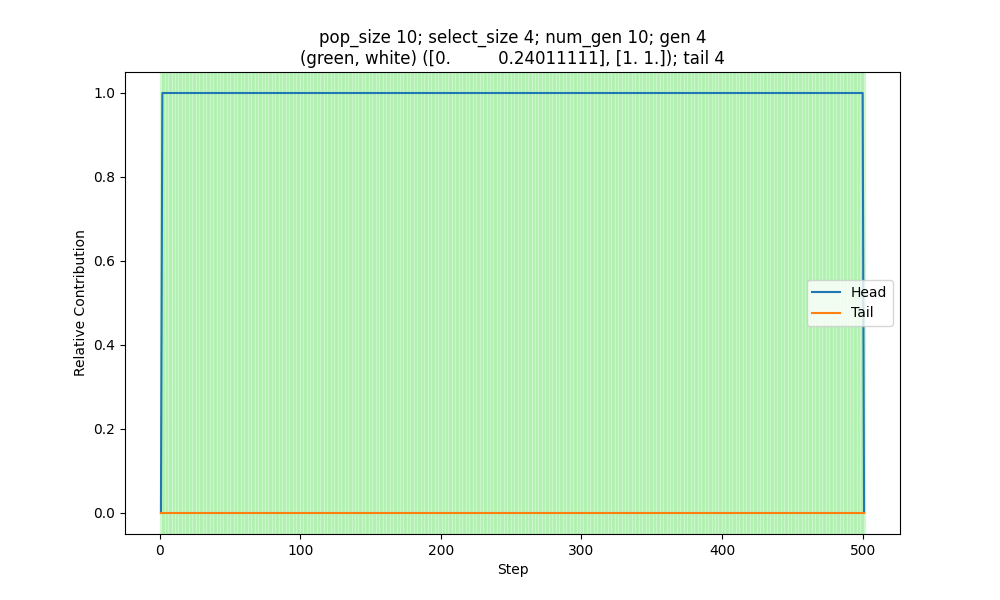 pop_size 10; select_size 4; num_gen 10; gen 4
(green, white) ([0.         0.24011111], [1. 1.]); tail 4
1.0
0.8
0.6
0.4
0.2
0.0
Relative Contribution
Head
Tail
0
100
200
300
400
500
Step